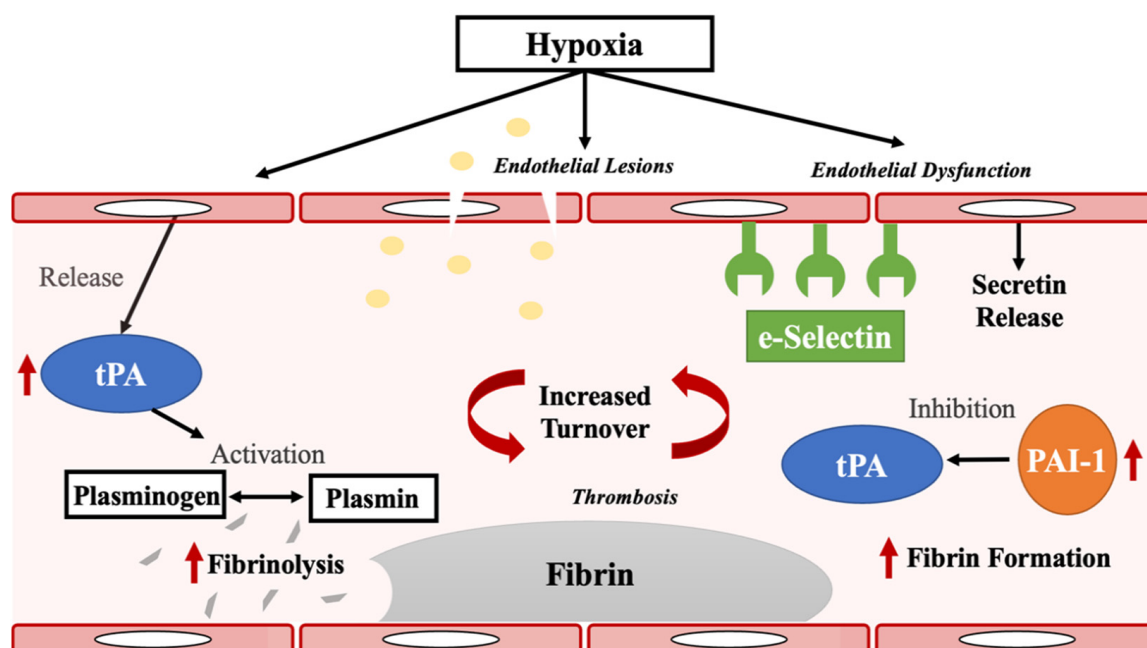 Hypoxia
Endothelial Lesions
Endothelial Dysfunction
Release
Secretin
Release
e-Selectin
tPA
Increased
Turnover
Inhibition
tPA
PAI-1
Activation
Plasminogen
Plasmin
Thrombosis
Fibrinolysis
Fibrin
Fibrin Formation